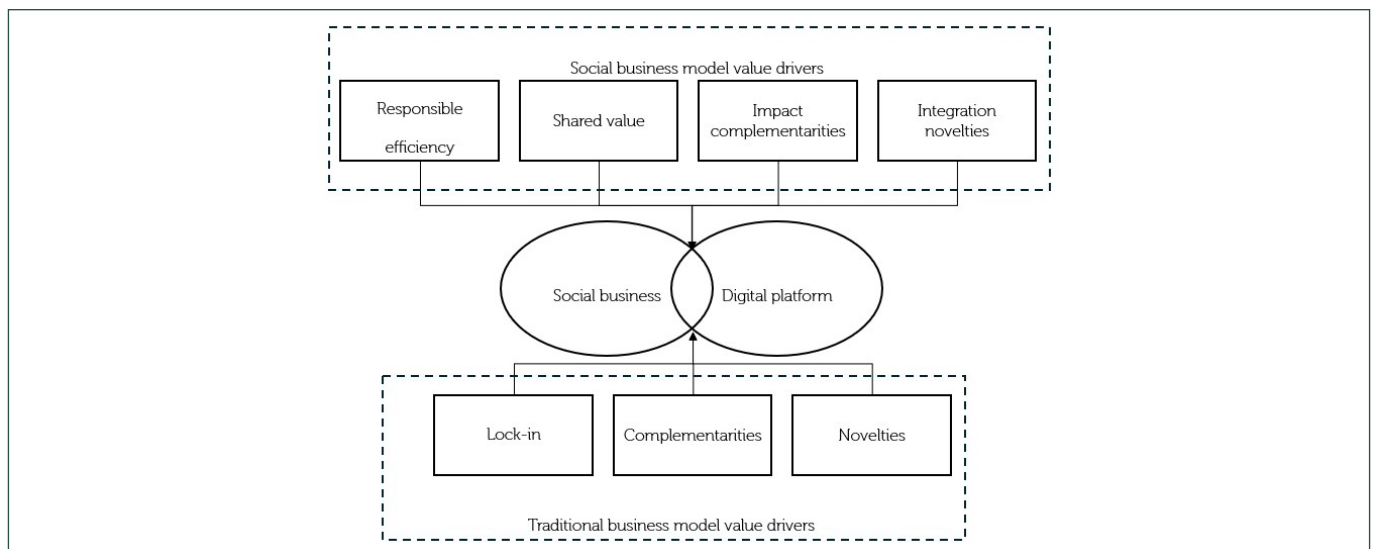 Social business model value drivers
Responsible
efficiency
Shared value
Impact
complementarities
Integration
novelties
Social business
Digital platform
Lock-in
Complementarities
Novelties
Traditional business model value drivers